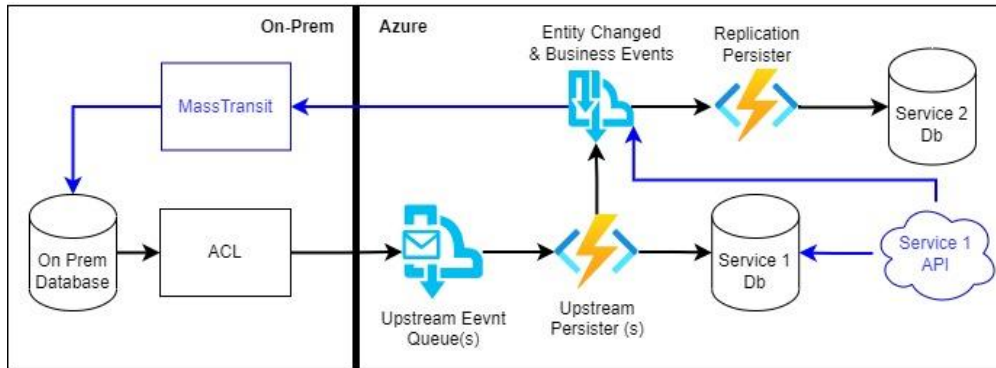 On-Prem
Azure
Entity Changed
& Business Events
Replication
Persister
MassTransit
Service 2
Db
On Prem
Database
ACL
Service 1
Db
Service 1
API
Upstream Eevnt
Queue(s)
Upstream
Persister (s)